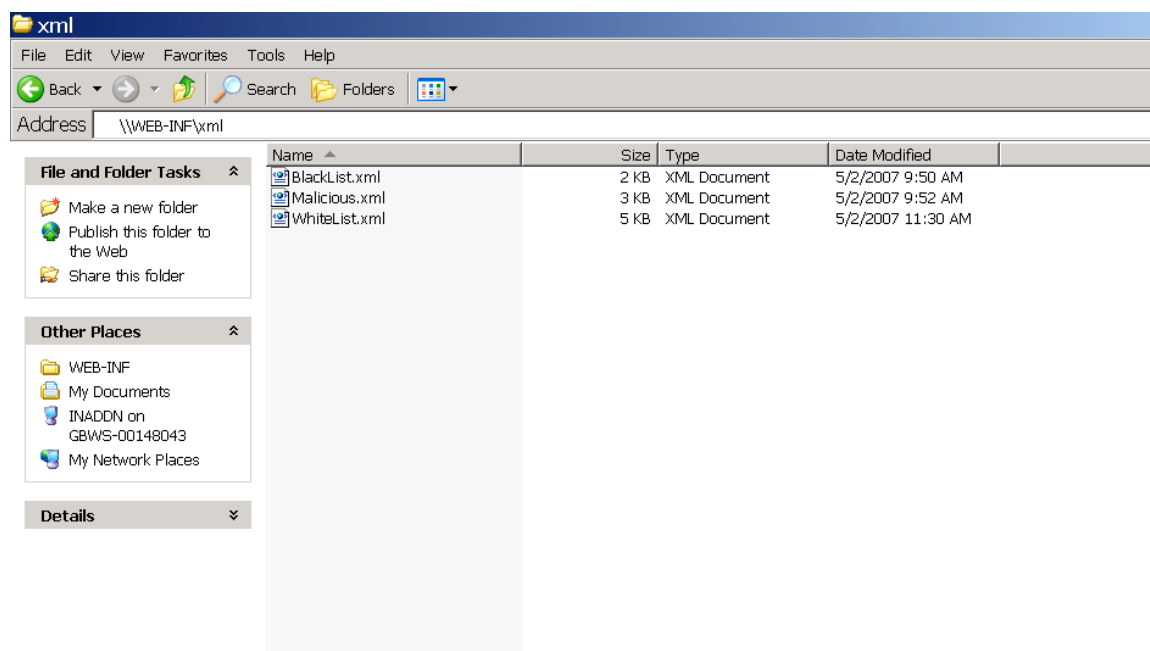 xml
File Edit View Favorites Tools Help
Back Search Folders
Address \\WEB-INF\xml
File and Folder Tasks
Make a new folder
Publish this folder to
the Web
Share this folder
Other Places
WEB-INF
My Documents
INADDN on
GBWS-00148043
My Network Places
Details
Name Size Type Date Modified
BlackList.xml 2 KB XML Document 5/2/2007 9:50 AM
Malicious.xml 3 KB XML Document 5/2/2007 9:52 AM
WhiteList.xml 5 KB XML Document 5/2/2007 11:30 AM